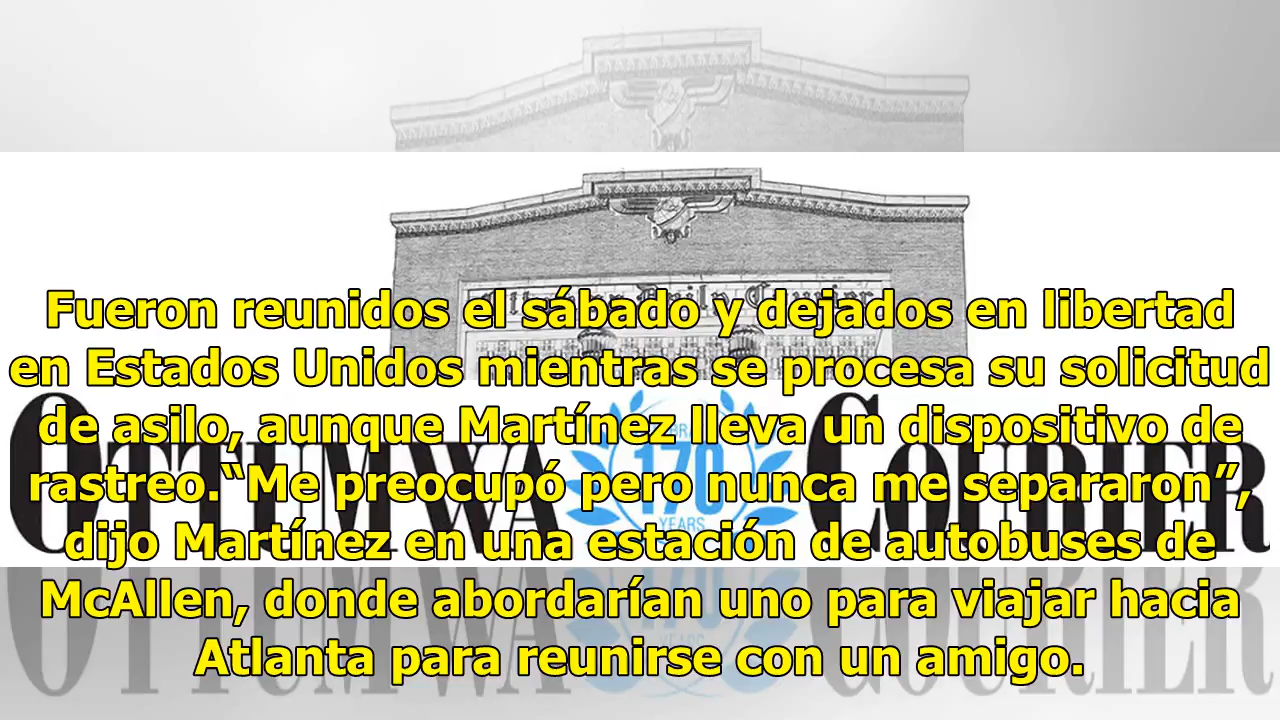 Fueron reunidos el sábado y dejados en libertad
en Estados Unidos mientras se procesa su solicitud
de asilo, aunque Martínez lleva un dispositivo de
rastreo.“Me preocupó pero nunca me separaron”,
dijo Martínez en una estación de autobuses de
McAllen, donde abordarían uno para viajar hacia
Atlanta para reunirse con un amigo.
OTTUMWA
170
YEARS
COURIER